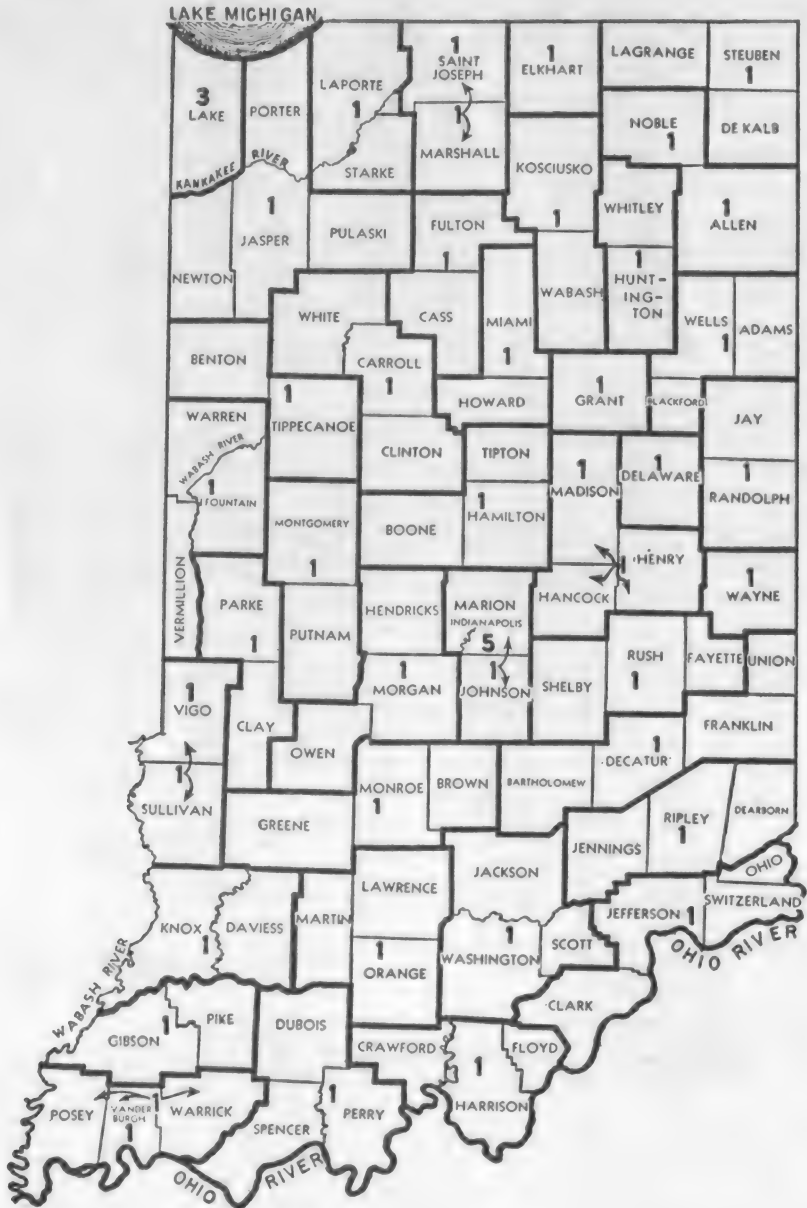 LAKE MICHIGAN
1
SAINT
JOSEPH
1
ELKHART
LAGRANGE
STEUBEN
1
3
LAKE
PORTER
LAPORTE
1
1
MARSHALL
NOBLE
1
DE KALB
KANKAKEE RIVER
STARKE
KOSCIUSKO
1
1
JASPER
PULASKI
FULTON
1
WHITLEY
1
ALLEN
NEWTON
WABASH
1
HUNT-
ING-
TON
WHITE
CASS
MIAMI
1
WELLS
1
ADAMS
BENTON
CARROLL
1
WARREN
1
TIPPECANOE
HOWARD
1
GRANT
BLACKFORD
JAY
WABASH RIVER
CLINTON
TIPTON
1
MADISON
1
DELAWARE
1
RANDOLPH
1
FOUNTAIN
MONTGOMERY
1
BOONE
1
HAMILTON
VERMILLION
PARKE
1
PUTNAM
HENDRICKS
MARION
INDIANAPOLIS
5
HANCOCK
1
HENRY
1
WAYNE
1
VIGO
CLAY
OWEN
1
MORGAN
1
JOHNSON
SHELBY
RUSH
1
FAYETTE
UNION
FRANKLIN
1
SULLIVAN
GREENE
MONROE
1
BROWN
BARTHOLOMEW
1
DECATUR
JENNINGS
RIPLEY
1
DEARBORN
OHIO
KNOX
1
DAVIESS
MARTIN
LAWRENCE
JACKSON
JEFFERSON
1
SWITZERLAND
OHIO RIVER
WABASH RIVER
1
ORANGE
1
WASHINGTON
SCOTT
CLARK
GIBSON
1
PIKE
DUBOIS
CRAWFORD
1
HARRISON
FLOYD
POSEY
1
VANDER
BURGH
1
WARRICK
SPENCER
1
PERRY
OHIO RIVER